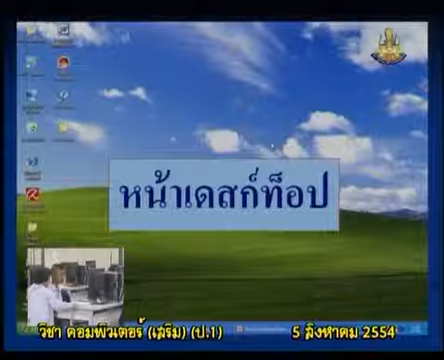 หน้าเดสก์ท็อป
วิชา คอมพิวเตอร์ (เสริม) (ป.1)
5 สิงหาคม 2554